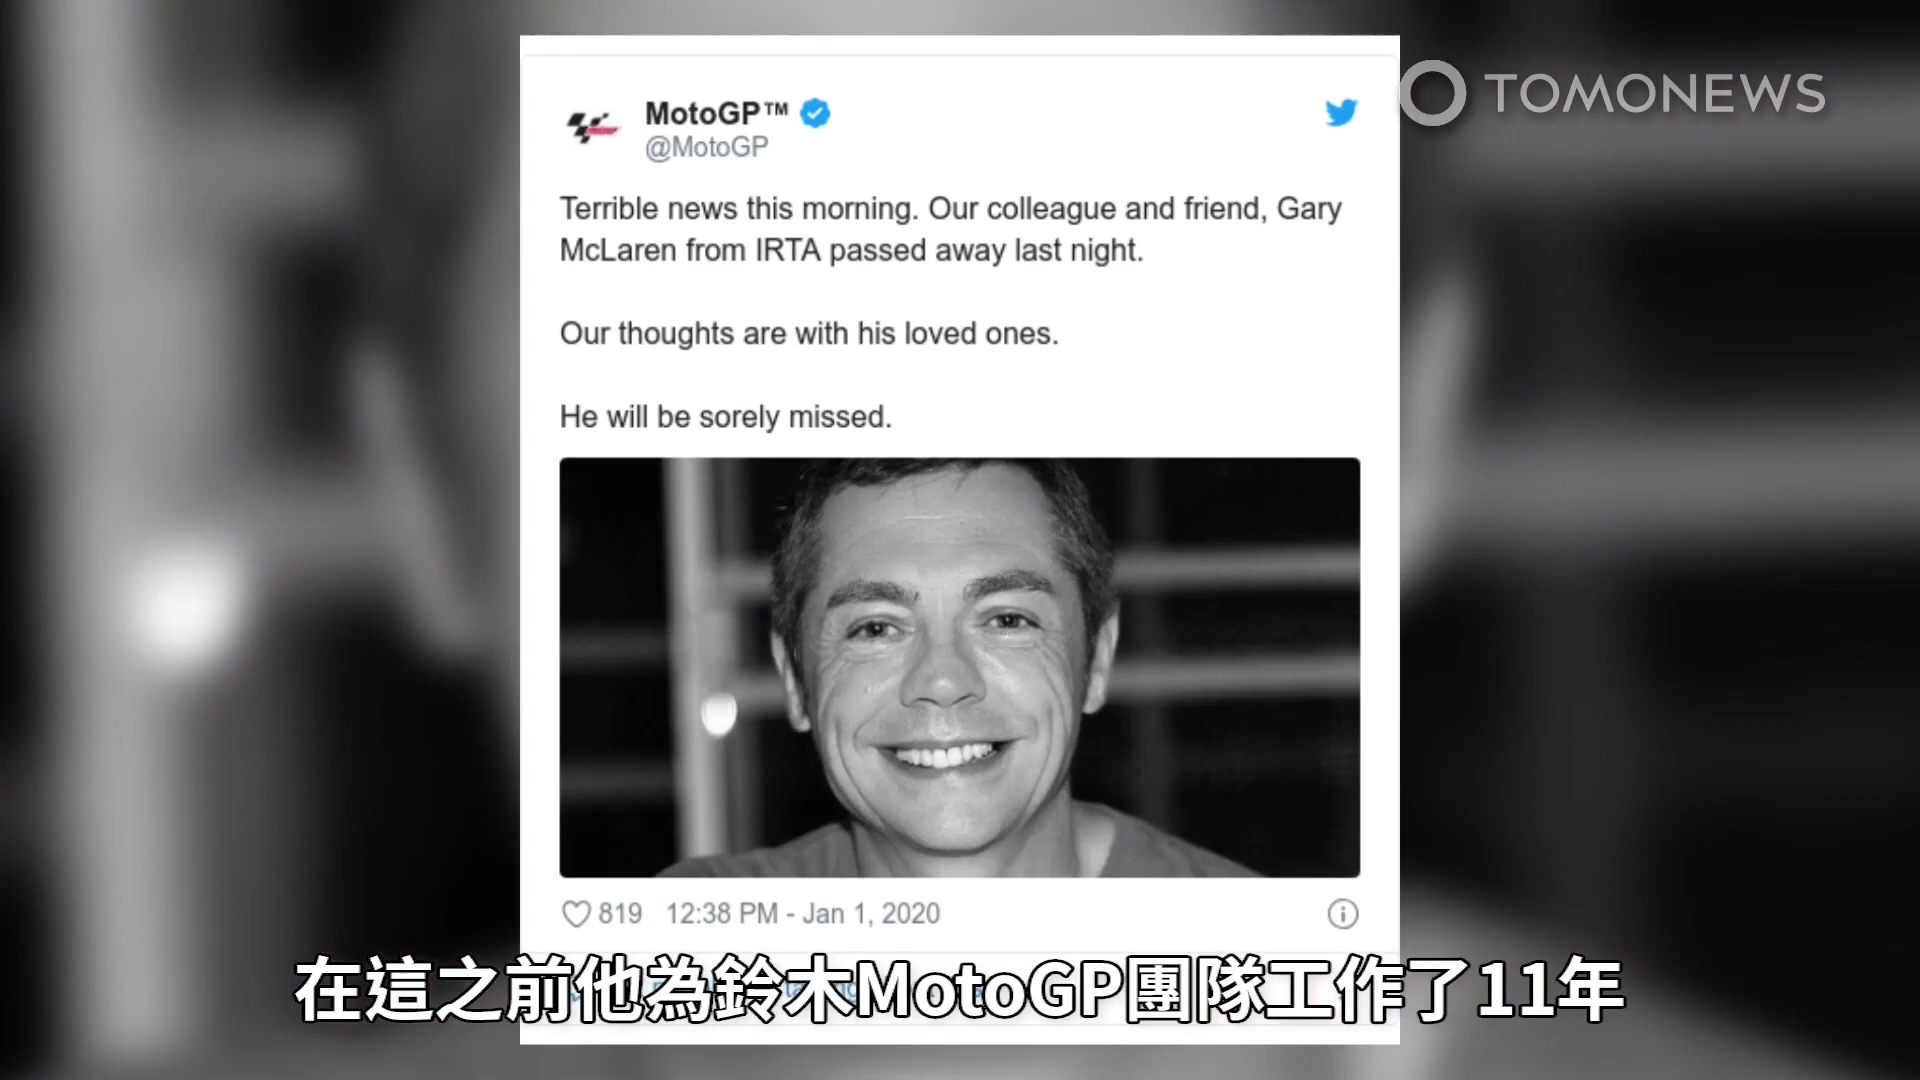 TOMONEWS
MotoGP™
@MotoGP
Terrible news this morning. Our colleague and friend, Gary
McLaren from IRTA passed away last night.
Our thoughts are with his loved ones.
He will be sorely missed.
819 12:38 PM - Jan 1, 2020
在這之前他為鈴木MotoGP團隊工作了11年